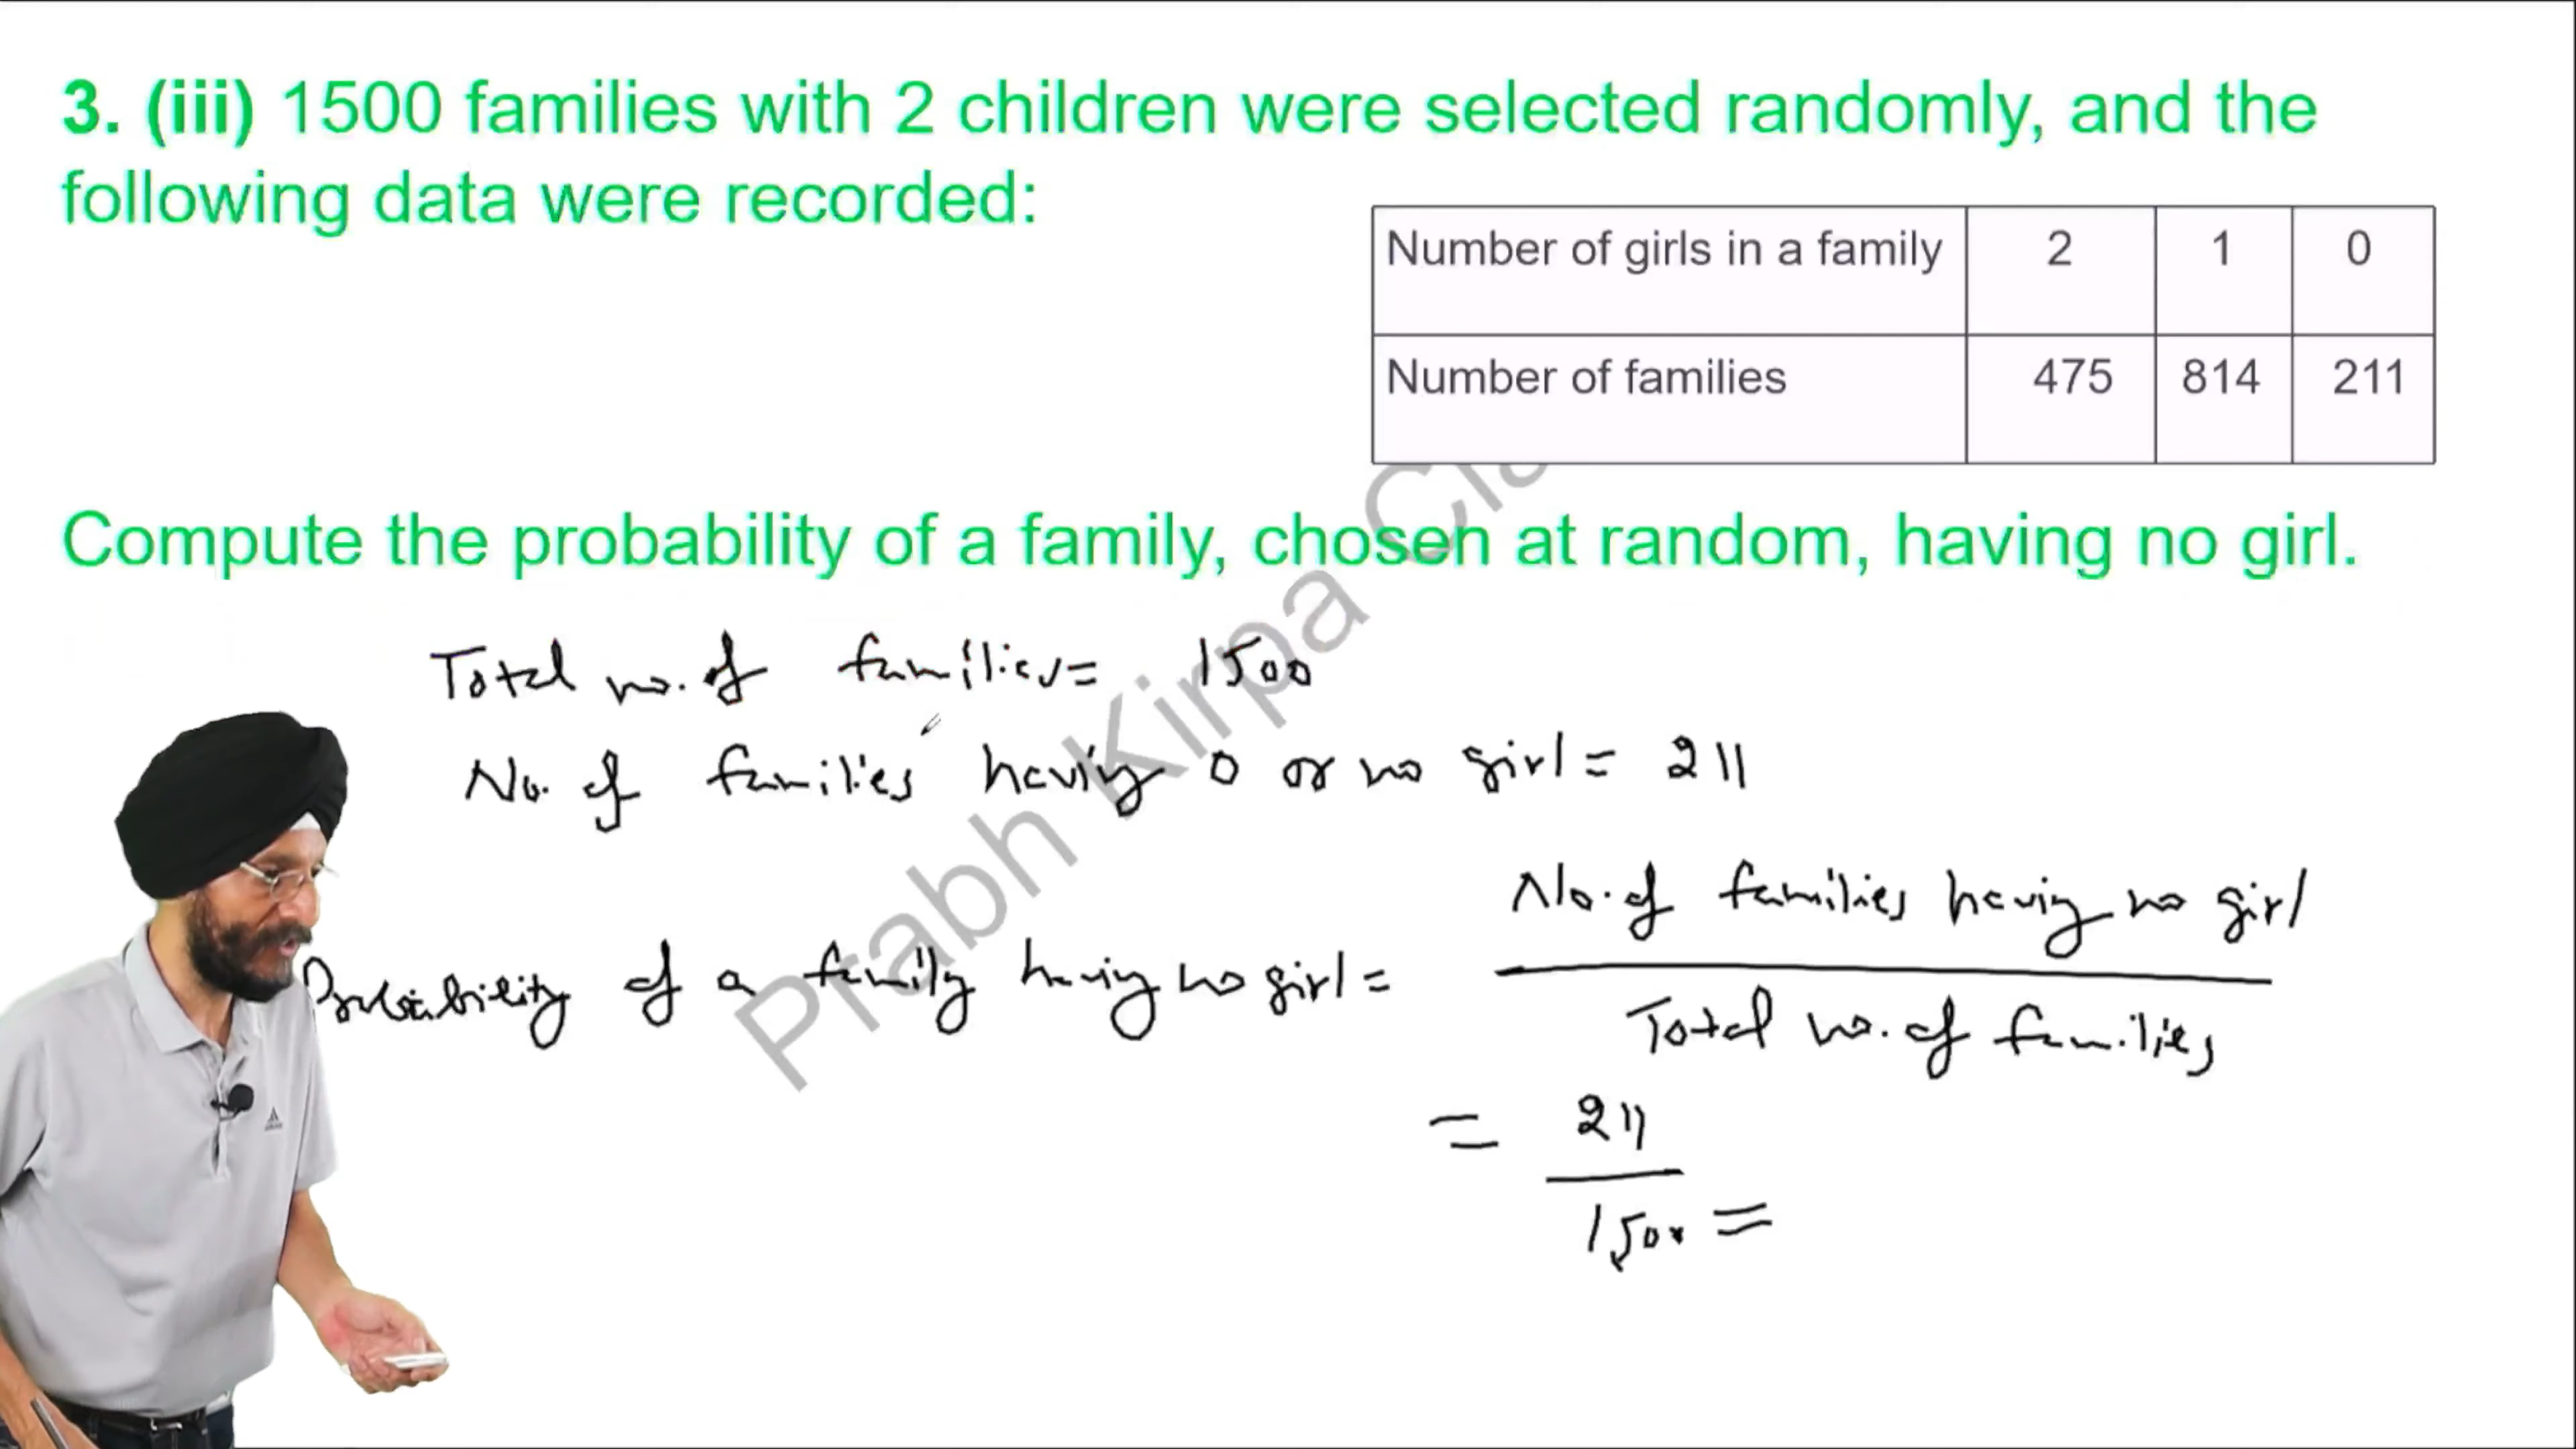 3. (iii) 1500 families with 2 children were selected randomly, and the
following data were recorded:
Number of girls in a family 2 1 0
Number of families 475 814 211
Compute the probability of a family, chosen at random, having no girl.
Total no. of families = 1500
No. of families having 0 or no girl = 211
Probability of a family having no girl = No. of families having no girl
Total no. of families
= 211
1500 =
Prabh Kirpa Cla